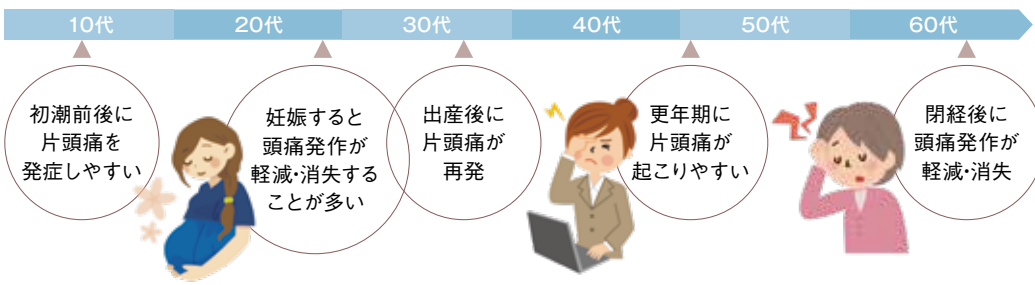 10代
20代
30代
40代
50代
60代
初潮前後に
片頭痛を
発症しやすい
妊娠すると
頭痛発作が
軽減・消失する
ことが多い
出産後に
片頭痛が
再発
更年期に
片頭痛が
起こりやすい
閉経後に
頭痛発作が
軽減・消失